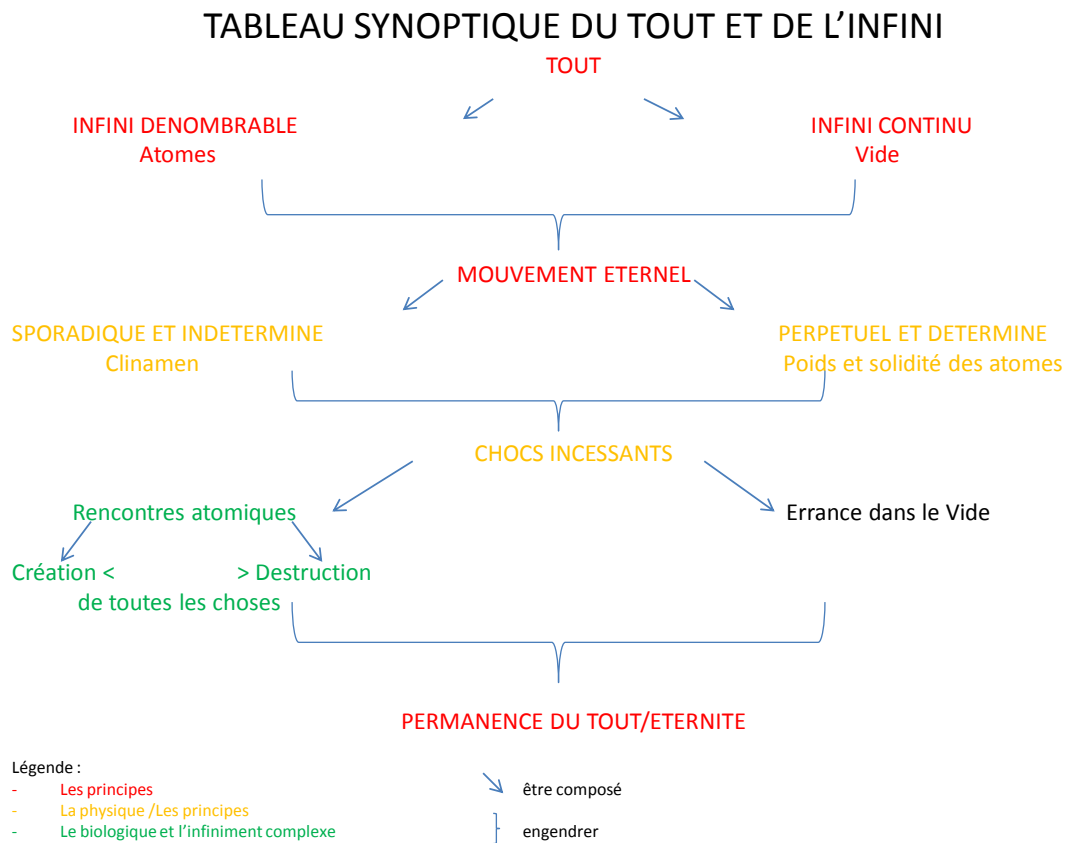 TABLEAU SYNOPTIQUE DU TOUT ET DE L’INFINI
TOUT
INFINI DENOMBRABLE
Atomes
INFINI CONTINU
Vide
MOUVEMENT ETERNEL
SPORADIQUE ET INDETERMINE
Clinamen
PERPETUEL ET DETERMINE
Poids et solidité des atomes
CHOCS INCESSANTS
Rencontres atomiques
Errance dans le Vide
Création < > Destruction
de toutes les choses
PERMANENCE DU TOUT/ETERNITE
Légende :
- Les principes
- La physique /Les principes
- Le biologique et l’infiniment complexe
être composé
engendrer